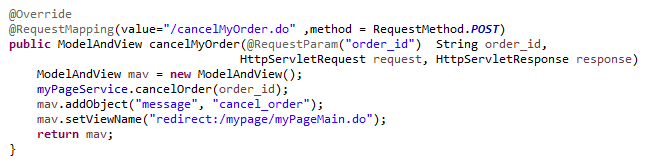 @Override
@RequestMapping(value="/cancelMyOrder.do" ,method = RequestMethod.POST)
public ModelAndView cancelMyOrder(@RequestParam("order_id")  String order_id,
                                  HttpServletRequest request, HttpServletResponse response)
    ModelAndView mav = new ModelAndView();
    myPageService.cancelOrder(order_id);
    mav.addObject("message", "cancel_order");
    mav.setViewName("redirect:/mypage/myPageMain.do");
    return mav;
}